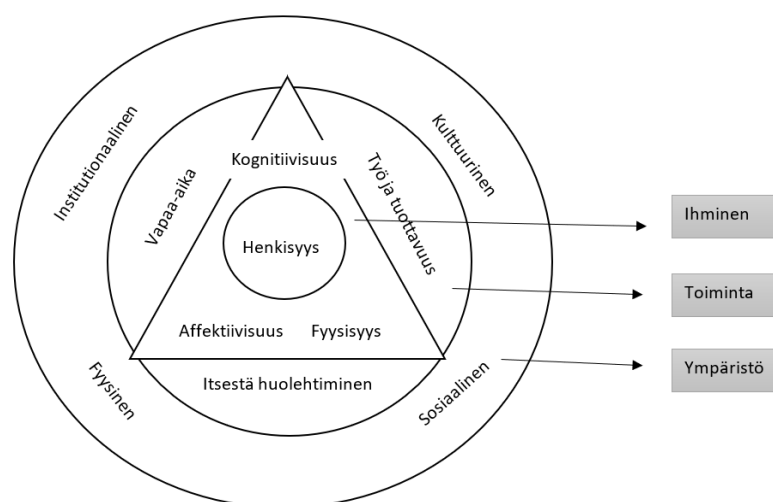 Institutionaalinen
Kulttuurinen
Vapaa-aika
Kognitiivisuus
Työ ja tuottavuus
Henkisyys
Affektiivisuus
Fyysisyys
Itsestä huolehtiminen
Fyysinen
Sosiaalinen
Ihminen
Toiminta
Ympäristö